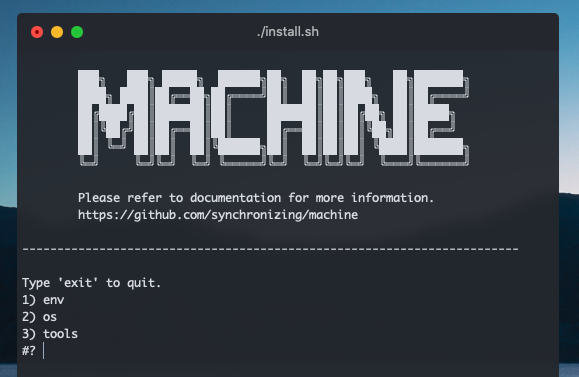 ./install.sh
MACHINE
Please refer to documentation for more information.
https://github.com/synchronizing/machine
-----------------------------------------------------------------------
Type 'exit' to quit.
1) env
2) os
3) tools
#?